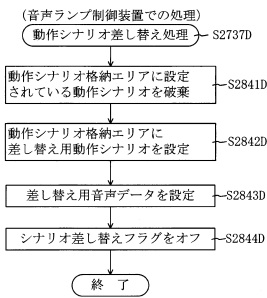 (音声ランプ制御装置での処理)
動作シナリオ差し替え処理
S2737D
動作シナリオ格納エリアに設定
されている動作シナリオを破棄
S2841D
動作シナリオ格納エリアに
差し替え用動作シナリオを設定
S2842D
差し替え用音声データを設定
S2843D
シナリオ差し替えフラグをオフ
S2844D
終 了